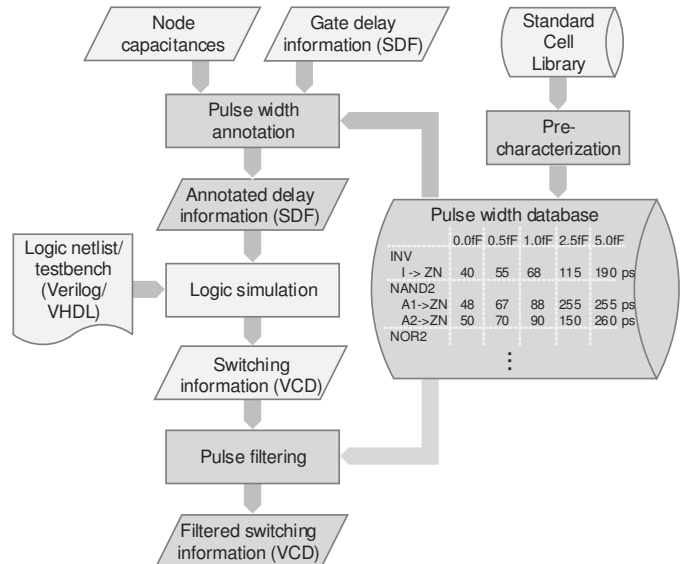 Node
capacitances
Gate delay
information (SDF)
Standard
Cell
Library
Pulse width
annotation
Pre-
characterization
Annotated delay
information (SDF)
Pulse width database
0.0fF 0.5fF 1.0fF 2.5fF 5.0fF
INV
I -> ZN 40 55 68 115 190 ps
NAND2
A1->ZN 48 67 88 255 255 ps
A2->ZN 50 70 90 150 260 ps
NOR2
⋮
Logic netlist/
testbench
(Verilog/
VHDL)
Logic simulation
Switching
information (VCD)
Pulse filtering
Filtered switching
information (VCD)